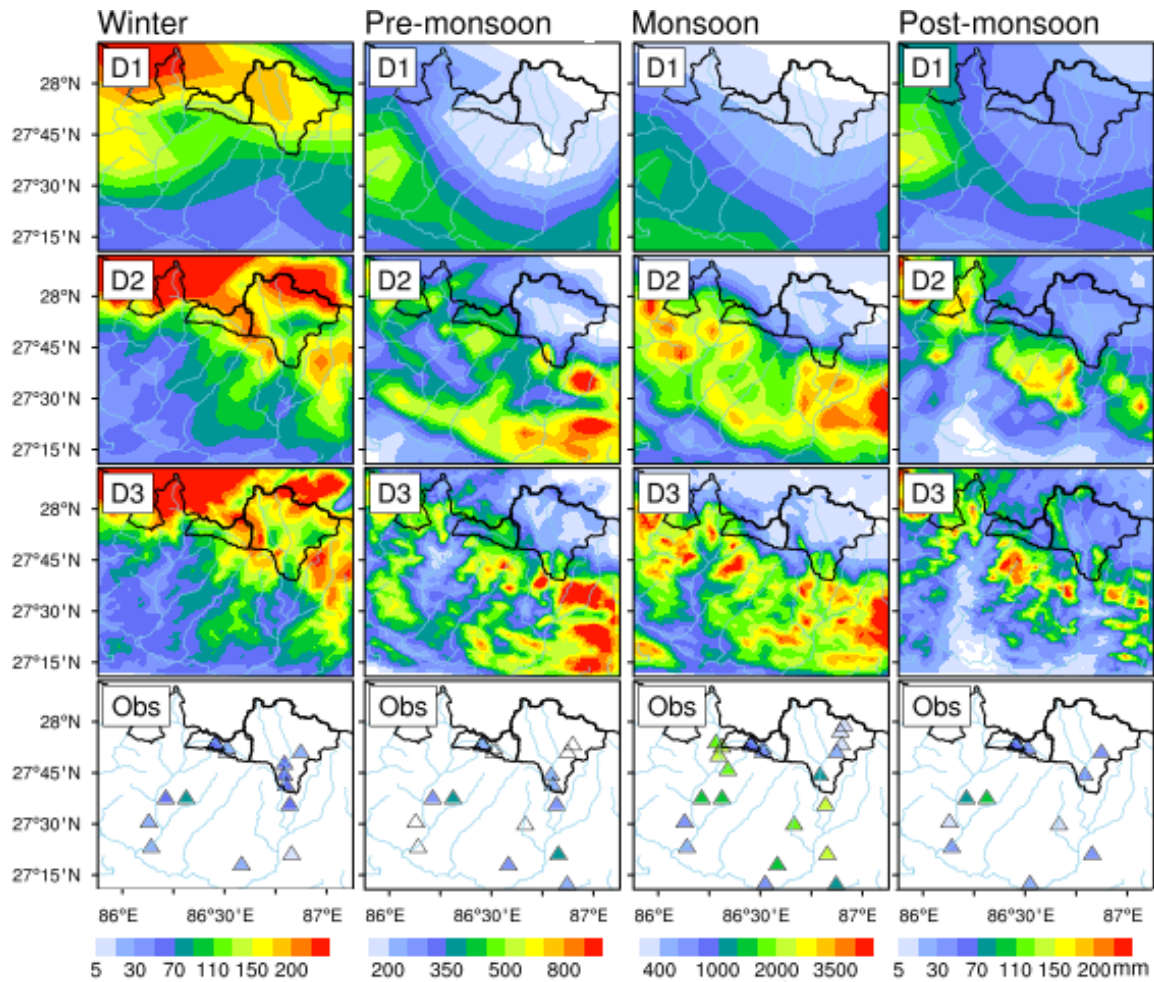 Winter Pre-monsoon Monsoon Post-monsoon
D1 D1 D1 D1
28°N
27°45'N
27°30'N
27°15'N
D2 D2 D2 D2
28°N
27°45'N
27°30'N
27°15'N
D3 D3 D3 D3
28°N
27°45'N
27°30'N
27°15'N
Obs Obs Obs Obs
28°N
27°45'N
27°30'N
27°15'N
86°E 86°30'E 87°E 86°E 86°30'E 87°E 86°E 86°30'E 87°E 86°E 86°30'E 87°E
5 30 70 110 150 200 200 350 500 800 400 1000 2000 3500 5 30 70 110 150 200 mm